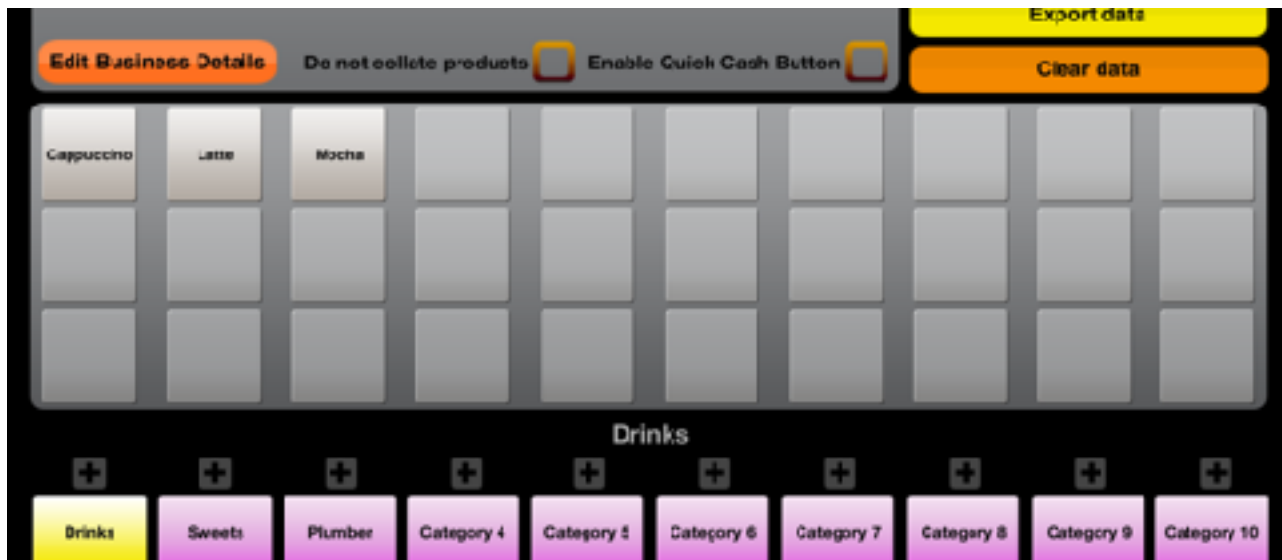 Export data
Edit Business Details
Do not collate products
Enable Quick Cash Button
Clear data
Cappuccino
Latte
Mocha
Drinks
Drinks
Sweets
Plumber
Category 4
Category 5
Category 6
Category 7
Category 8
Category 9
Category 10